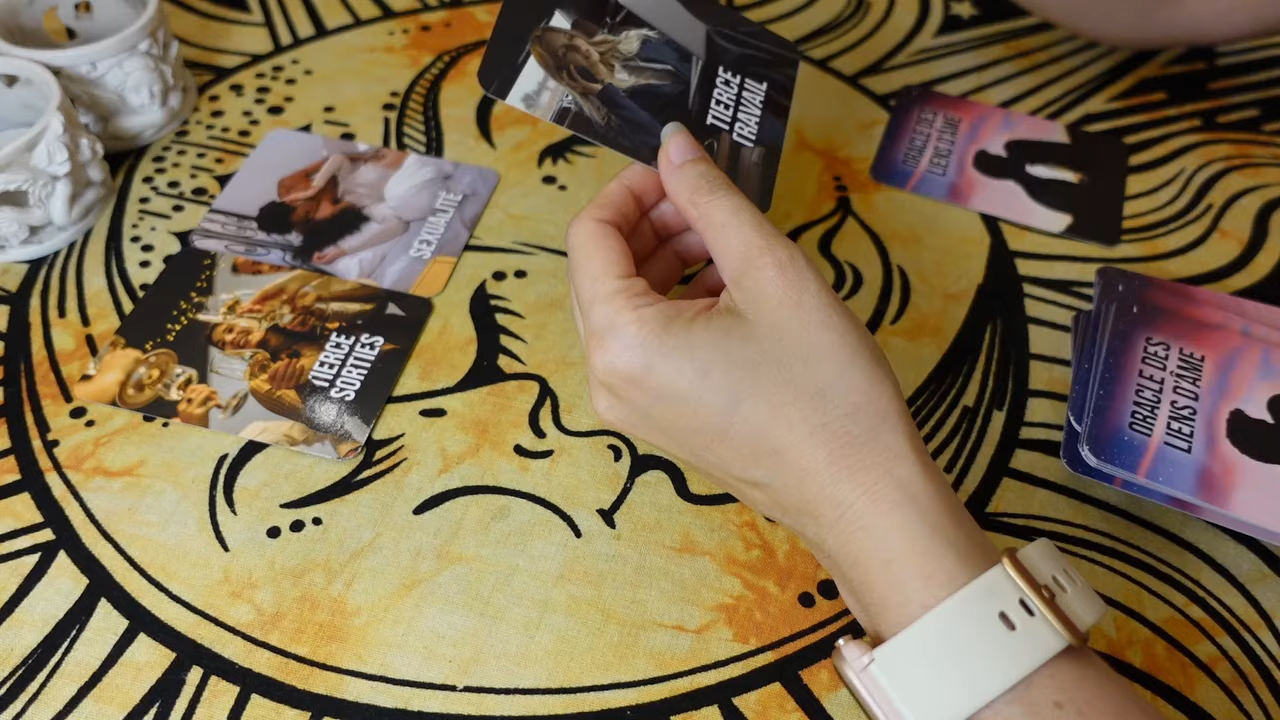 TIERCE
TRAVAIL
ORACLE DES
LIENS D'ÂME
SEXUALITÉ
TIERCE
SORTIES
ORACLE DES
LIENS D'ÂME